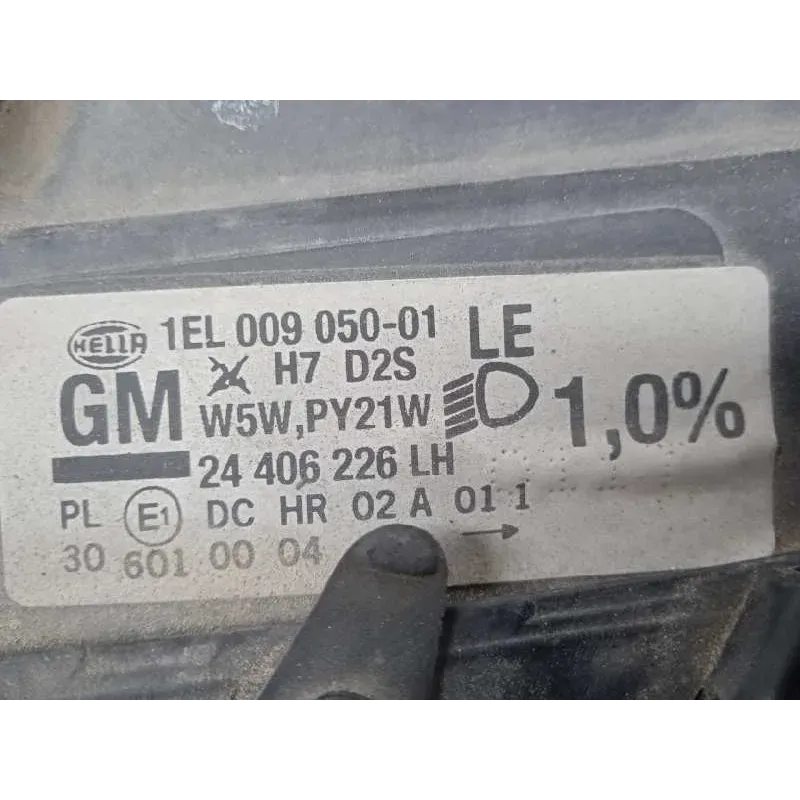 HELLA 1EL 009 050-01 LE
GM H7 D2S
W5W,PY21W 1,0%
24 406 226 LH
PL E1 DC HR 02 A 01 1
30 601 00 04